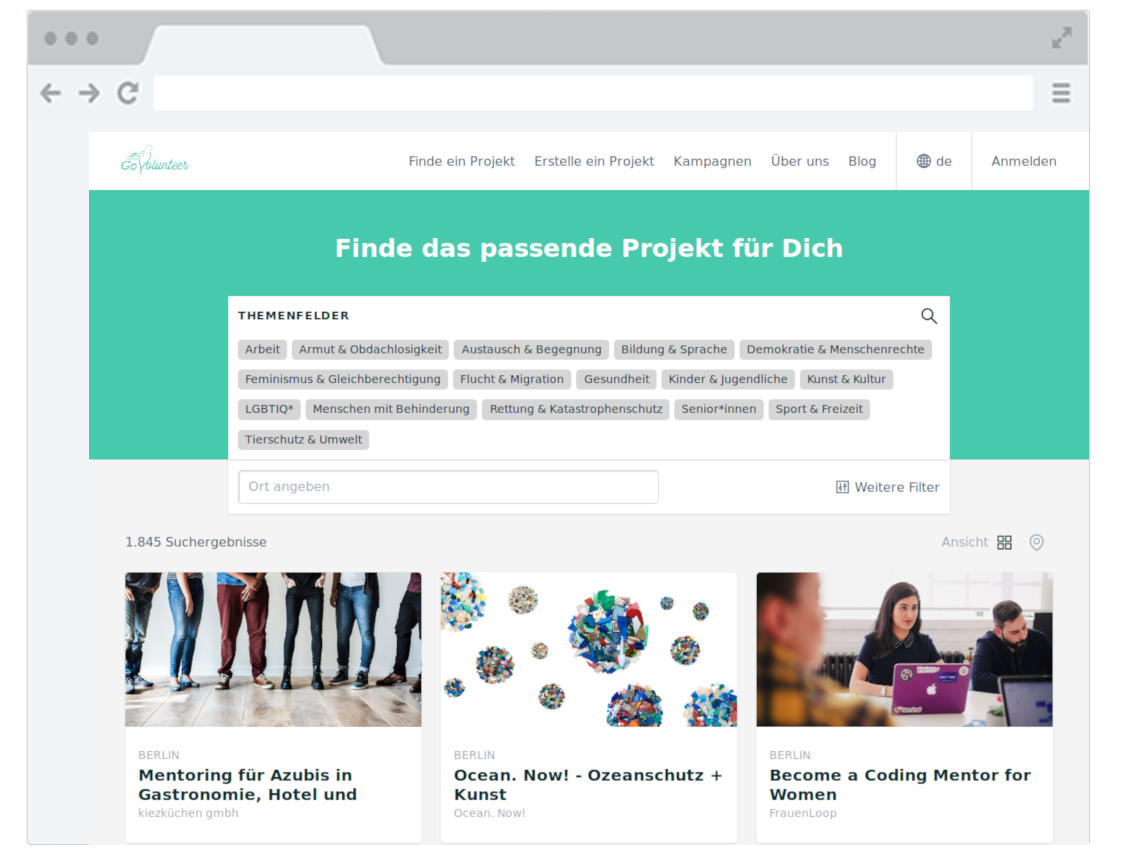 GoVolunteer
Finde ein Projekt Erstelle ein Projekt Kampagnen Über uns Blog de Anmelden
Finde das passende Projekt für Dich
THEMENFELDER
Arbeit Armut & Obdachlosigkeit Austausch & Begegnung Bildung & Sprache Demokratie & Menschenrechte
Feminismus & Gleichberechtigung Flucht & Migration Gesundheit Kinder & Jugendliche Kunst & Kultur
LGBTIQ* Menschen mit Behinderung Rettung & Katastrophenschutz Senior*innen Sport & Freizeit
Tierschutz & Umwelt
Ort angeben
Weitere Filter
1.845 Suchergebnisse
Ansicht
BERLIN
Mentoring für Azubis in
Gastronomie, Hotel und
kiezküchen gmbh
BERLIN
Ocean. Now! - Ozeanschutz +
Kunst
Ocean. Now!
BERLIN
Become a Coding Mentor for
Women
FrauenLoop